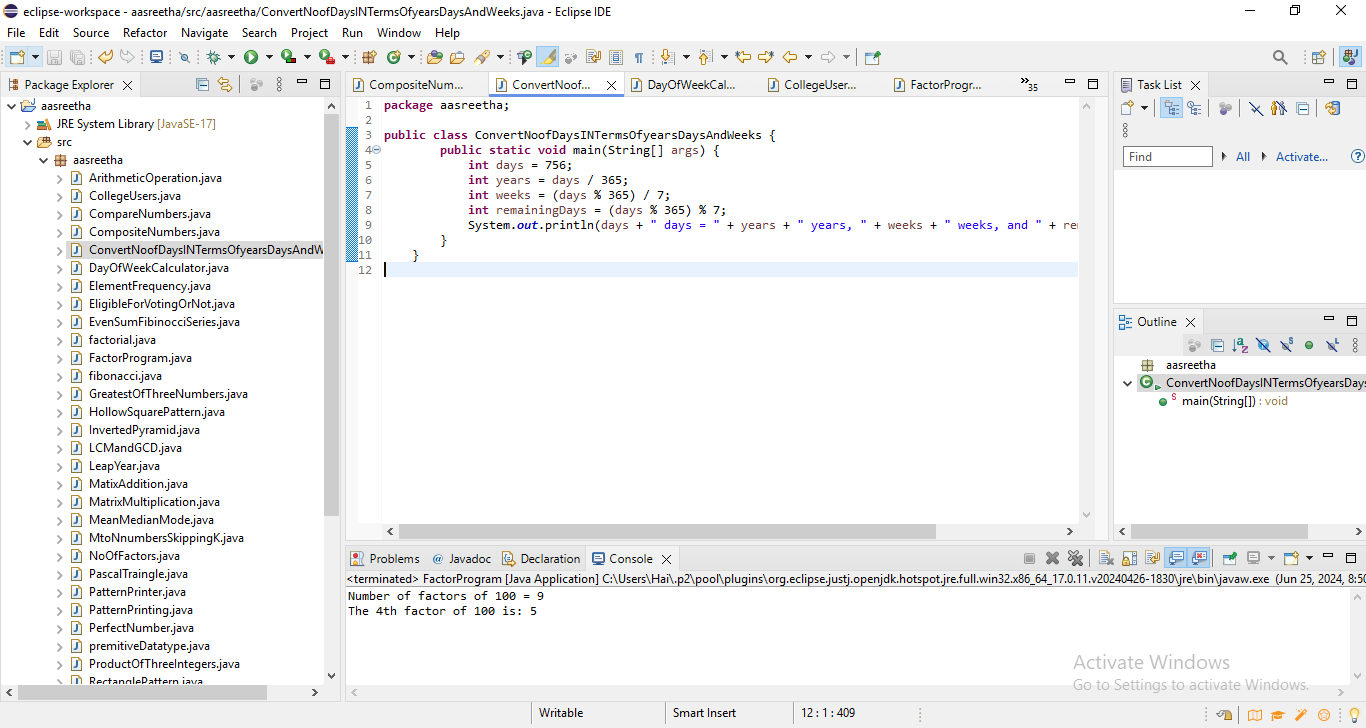 eclipse-workspace - aasreetha/src/aasreetha/ConvertNoofDaysINTermsOfyearsDaysAndWeeks.java - Eclipse IDE
File Edit Source Refactor Navigate Search Project Run Window Help
Package Explorer
aasreetha
JRE System Library [JavaSE-17]
src
aasreetha
ArithmeticOperation.java
CollegeUsers.java
CompareNumbers.java
CompositeNumbers.java
ConvertNoofDaysINTermsOfyearsDaysAndW
DayOfWeekCalculator.java
ElementFrequency.java
EligibleForVotingOrNot.java
EvenSumFibinocciSeries.java
factorial.java
FactorProgram.java
fibonacci.java
GreatestOfThreeNumbers.java
HollowSquarePattern.java
InvertedPyramid.java
LCMandGCD.java
LeapYear.java
MatixAddition.java
MatrixMultiplication.java
MeanMedianMode.java
MtoNnumbersSkippingK.java
NoOfFactors.java
PascalTraingle.java
PatternPrinter.java
PatternPrinting.java
PerfectNumber.java
premitiveDatatype.java
ProductOfThreeIntegers.java
RectanglePattern.java
CompositeNum... ConvertNoof... DayOfWeekCal... CollegeUser... FactorProgr... »35
1 package aasreetha;
2
3 public class ConvertNoofDaysINTermsOfyearsDaysAndWeeks {
4 public static void main(String[] args) {
5 int days = 756;
6 int years = days / 365;
7 int weeks = (days % 365) / 7;
8 int remainingDays = (days % 365) % 7;
9 System.out.println(days + " days = " + years + " years, " + weeks + " weeks, and " + re
10 }
11 }
12
Task List
Find All Activate...
Outline
aasreetha
ConvertNoofDaysINTermsOfyearsDays
main(String[]) : void
Problems @ Javadoc Declaration Console
<terminated> FactorProgram [Java Application] C:\Users\Hai\.p2\pool\plugins\org.eclipse.justj.openjdk.hotspot.jre.full.win32.x86_64_17.0.11.v20240426-1830\jre\bin\javaw.exe (Jun 25, 2024, 8:50
Number of factors of 100 = 9
The 4th factor of 100 is: 5
Activate Windows
Go to Settings to activate Windows.
Writable Smart Insert 12 : 1 : 409